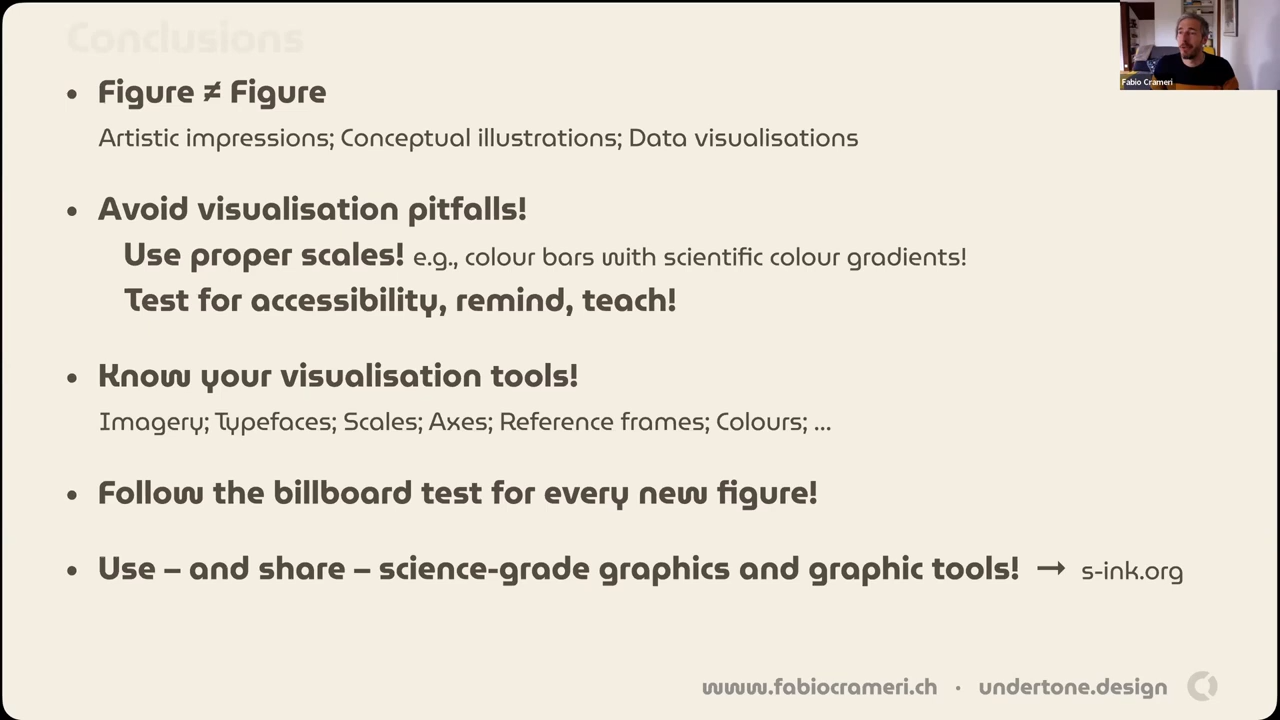 Conclusions
• Figure ≠ Figure
Artistic impressions; Conceptual illustrations; Data visualisations
• Avoid visualisation pitfalls!
Use proper scales! e.g., colour bars with scientific colour gradients!
Test for accessibility, remind, teach!
• Know your visualisation tools!
Imagery; Typefaces; Scales; Axes; Reference frames; Colours; ...
• Follow the billboard test for every new figure!
• Use – and share – science-grade graphics and graphic tools! → s-ink.org
www.fabiocrameri.ch · undertone.design
Fabio Crameri